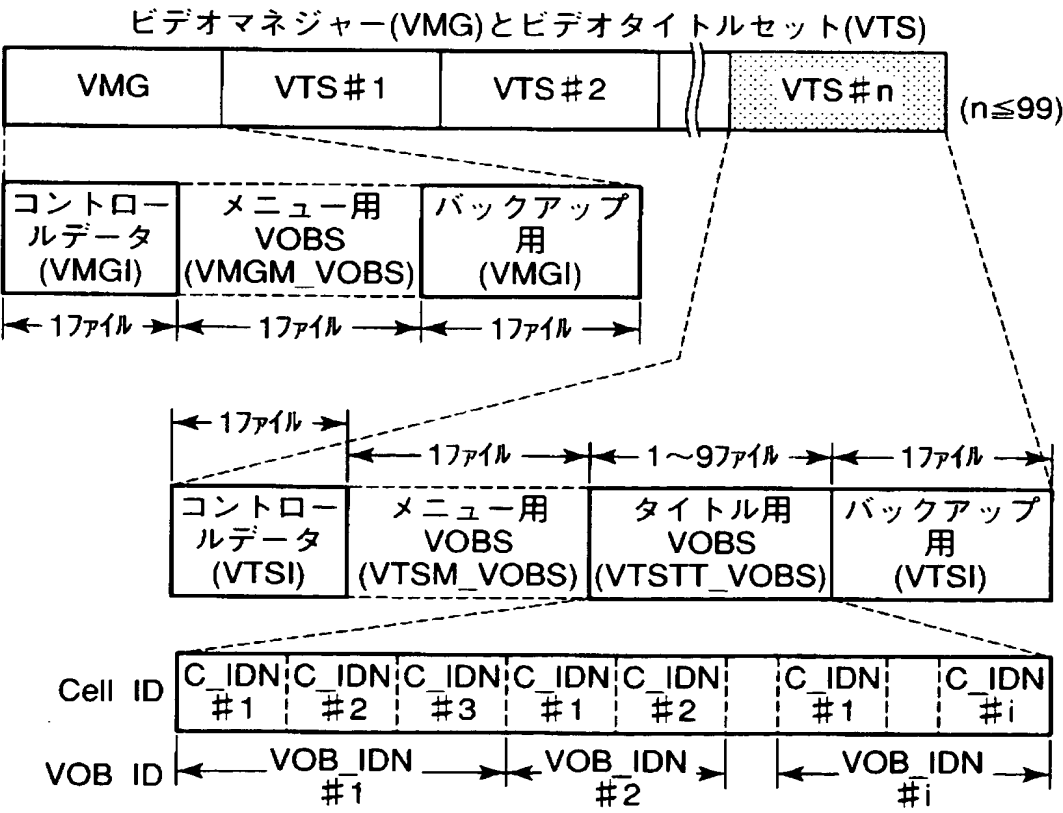 ビデオマネジャー(VMG)とビデオタイトルセット(VTS)
VMG
VTS#1
VTS#2
VTS#n
(n≦99)
コントロー
ルデータ
(VMGI)
メニュー用
VOBS
(VMGM_VOBS)
バックアップ
用
(VMGI)
1ファイル
1ファイル
1ファイル
1ファイル
1ファイル
1〜9ファイル
1ファイル
コントロー
ルデータ
(VTSI)
メニュー用
VOBS
(VTSM_VOBS)
タイトル用
VOBS
(VTSTT_VOBS)
バックアップ
用
(VTSI)
Cell ID
C_IDN
#1
C_IDN
#2
C_IDN
#3
C_IDN
#1
C_IDN
#2
C_IDN
#1
C_IDN
#i
VOB ID
VOB_IDN
#1
VOB_IDN
#2
VOB_IDN
#i